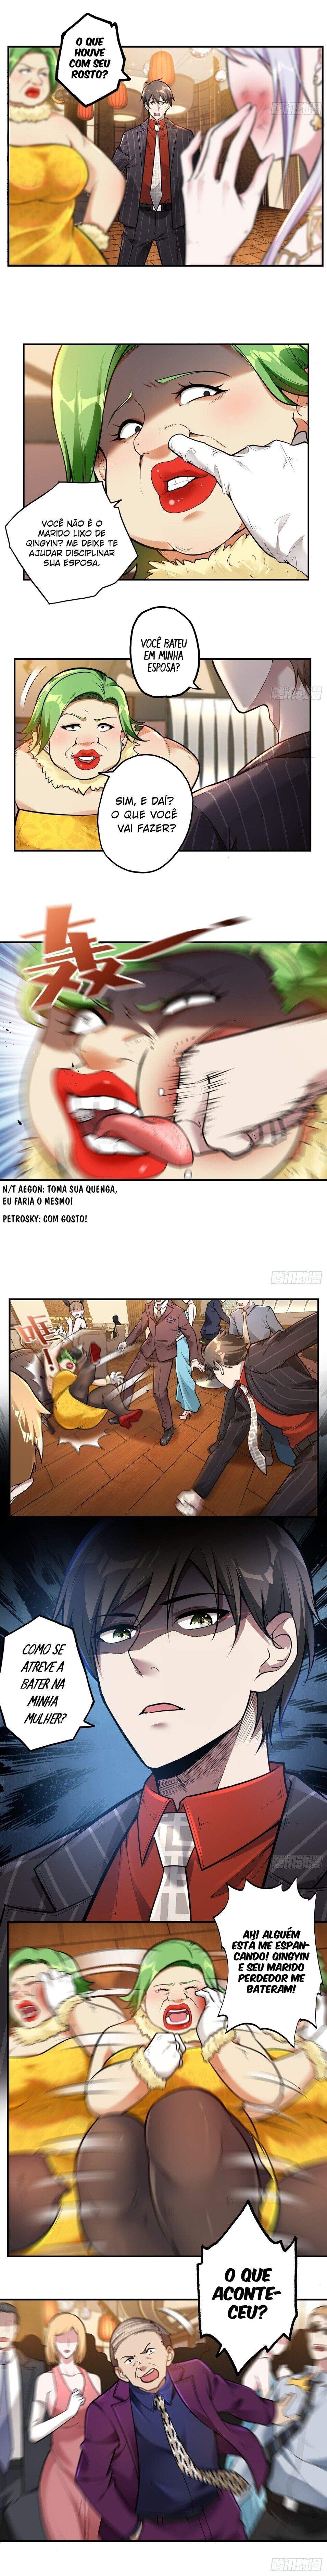 O QUE
HOUVE
COM SEU
ROSTO?
VOCÊ NÃO É O
MARIDO LIXO DE
QINGYIN? ME DEIXE TE
AJUDAR DISCIPLINAR
SUA ESPOSA.
VOCÊ BATEU
EM MINHA
ESPOSA?
SIM, E DAÍ?
O QUE VOCÊ
VAI FAZER?
N/T AEGON: TOMA SUA QUENGA,
EU FARIA O MESMO!
PETROSKY: COM GOSTO!
COMO SE
ATREVE A
BATER NA
MINHA
MULHER?
AH! ALGUÉM
ESTÁ ME ESPAN-
CANDO! QINGYIN
E SEU MARIDO
PERDEDOR ME
BATERAM!
O QUE
ACONTE-
CEU?